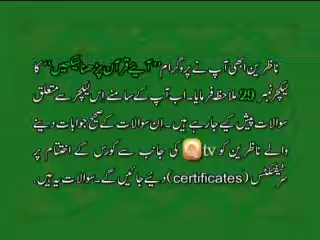 ناظرین ابھی آپ نے پروگرام ”آیئے قرآن پڑھنا سیکھیں“ کا
لیکچر نمبر 29 ملاحظہ فرمایا۔ اب آپ کے سامنے اِس لیکچر سے متعلق
سوالات پیش کیے جا رہے ہیں۔ ان سوالات کے صحیح جوابات دینے
والے ناظرین کو Qtv کی جانب سے کورس کے اختتام پر
سرٹیفکیٹس (certificates) دیئے جائیں گے۔ سوالات یہ ہیں۔